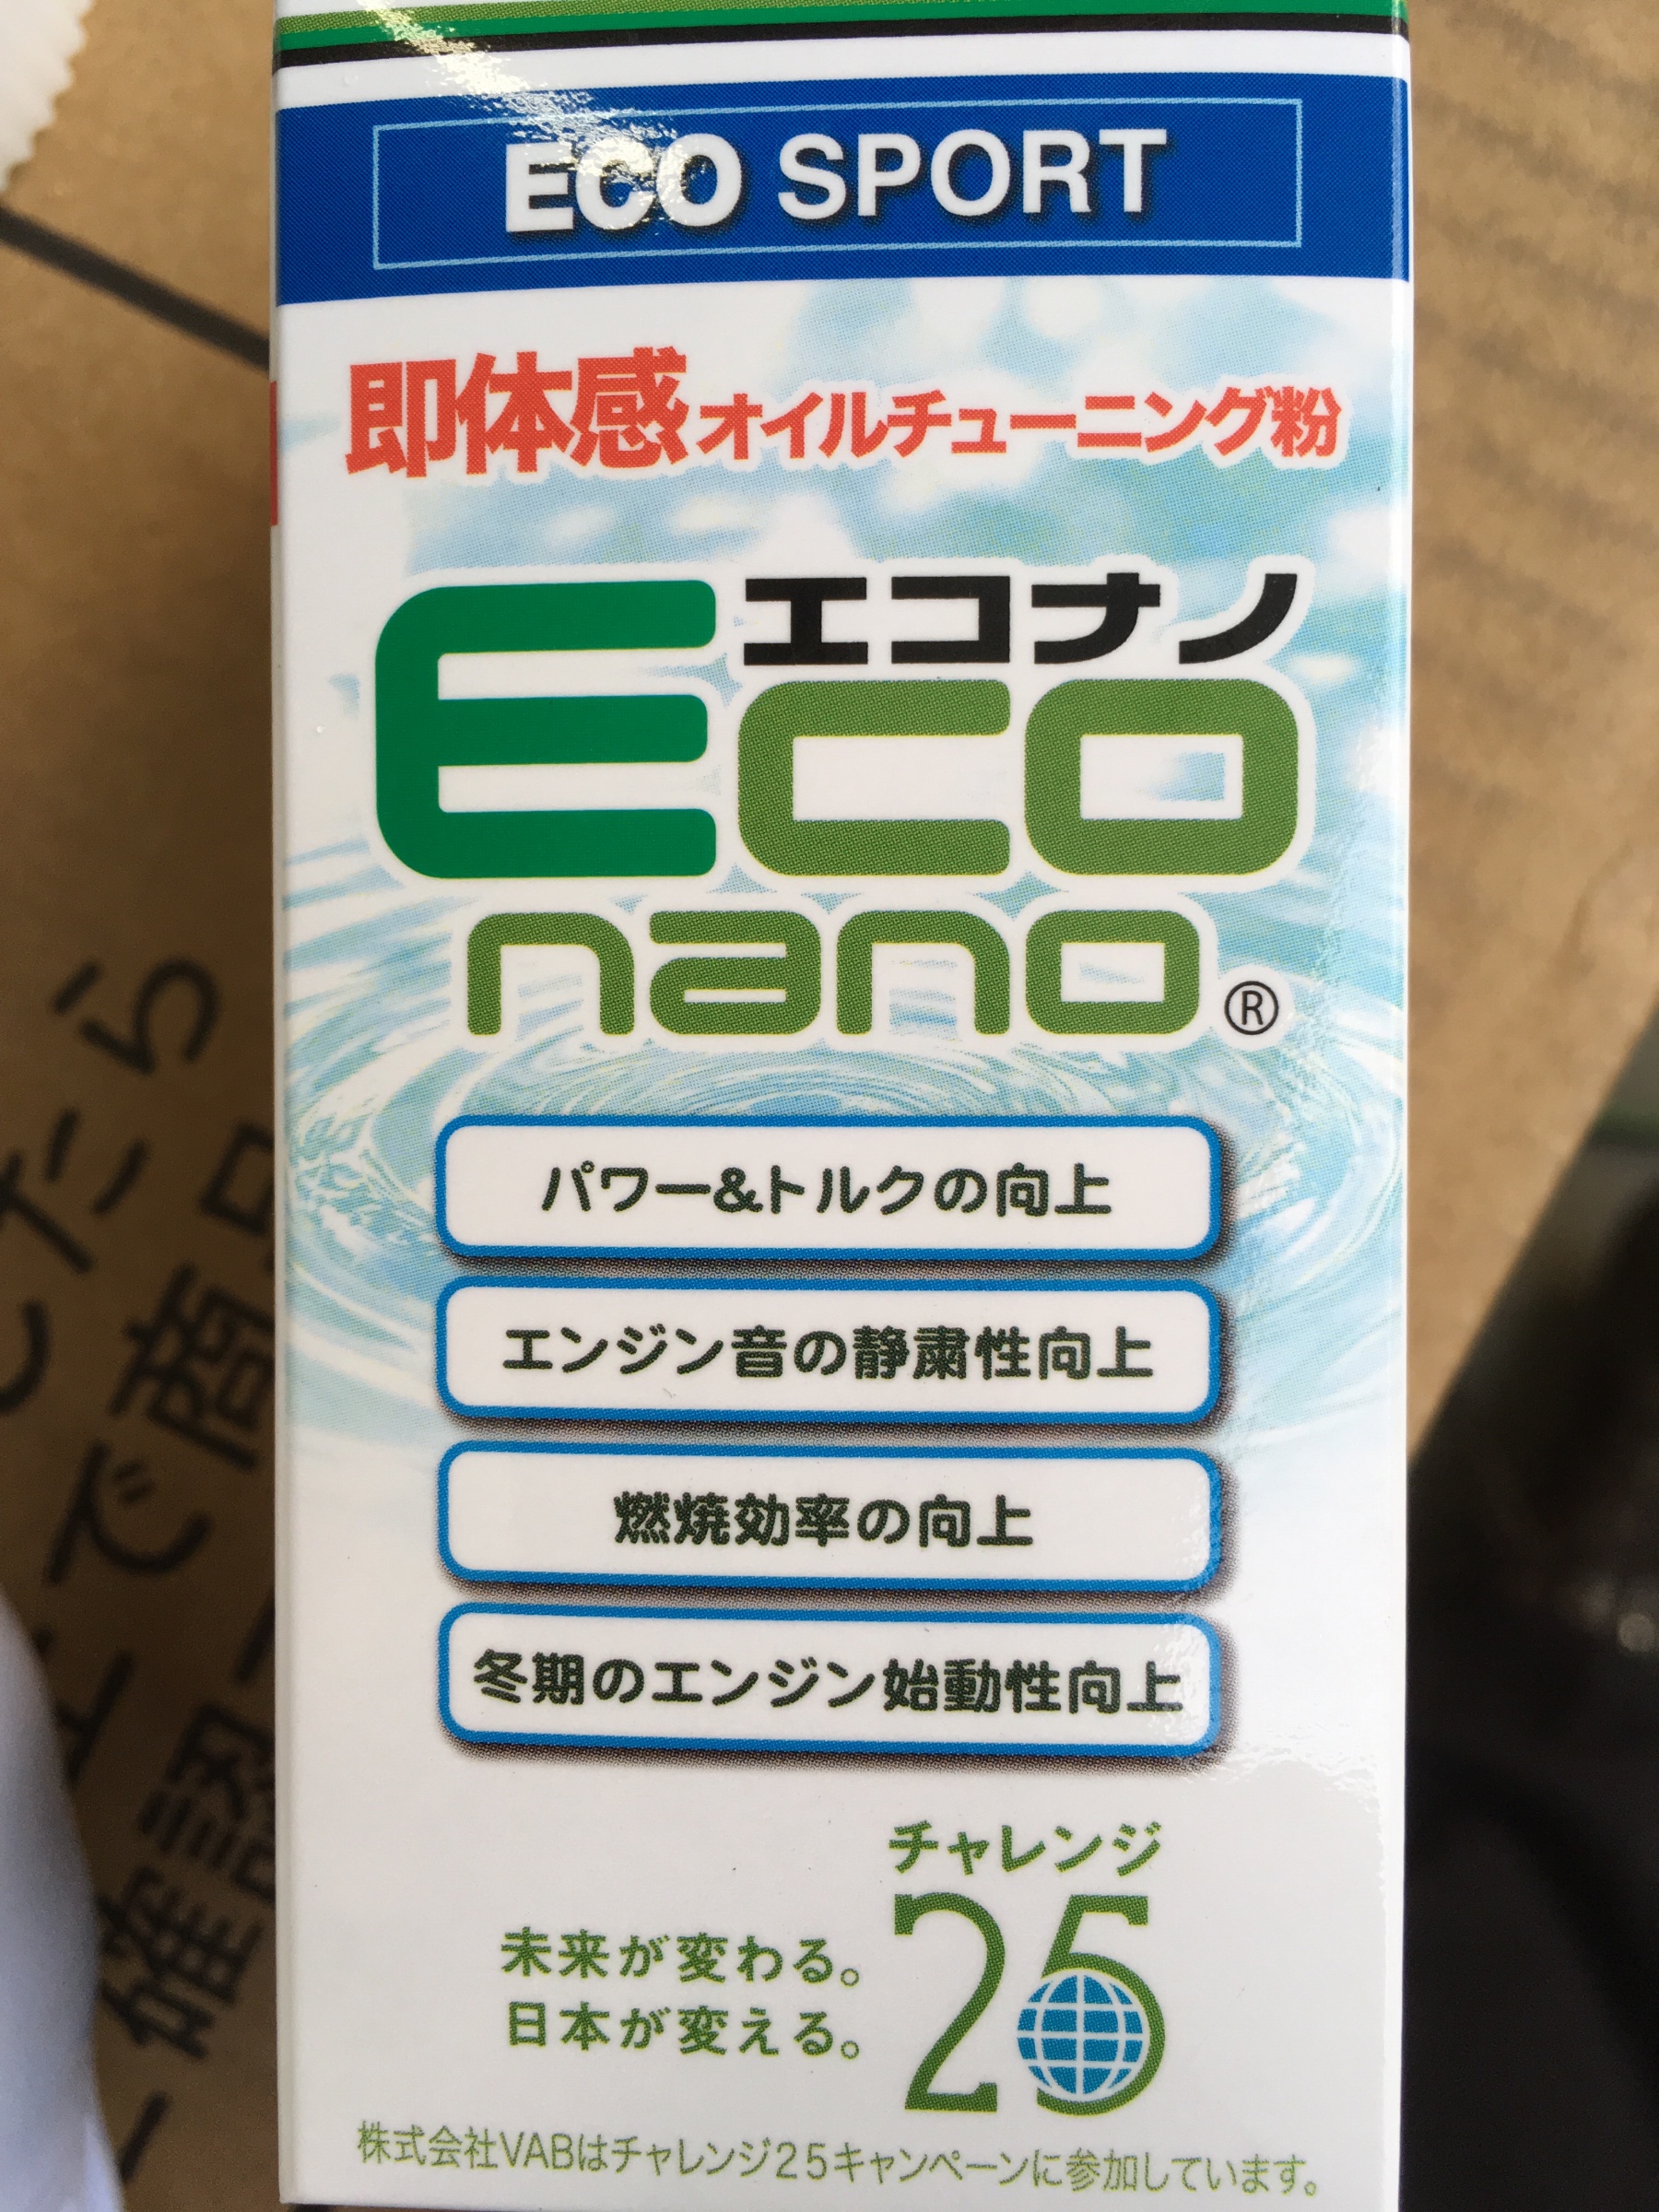 ECO SPORT
即体感オイルチューニング粉
エコナノ
Eco
nano®
パワー&トルクの向上
エンジン音の静粛性向上
燃焼効率の向上
冬期のエンジン始動性向上
チャレンジ
25
未来が変わる。
日本が変える。
株式会社VABはチャレンジ25キャンペーンに参加しています。